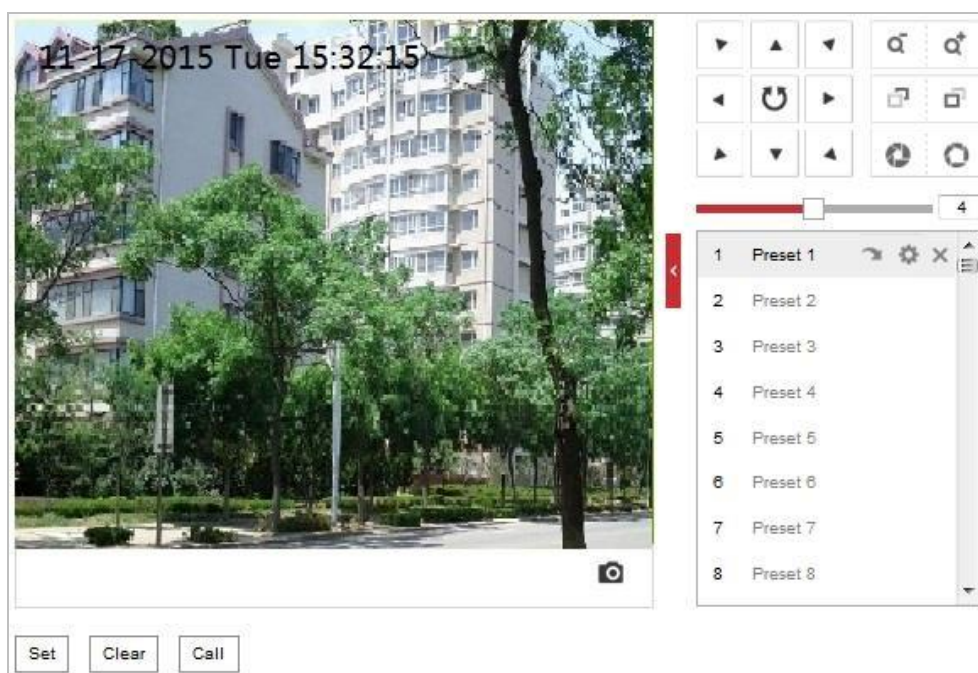 11-17-2015 Tue 15:32:15
4
1 Preset 1
2 Preset 2
3 Preset 3
4 Preset 4
5 Preset 5
6 Preset 6
7 Preset 7
8 Preset 8
Set Clear Call